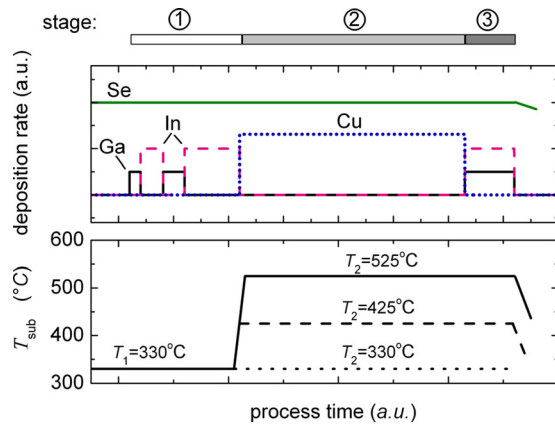 stage: ① ② ③
deposition rate (a.u.)
Se
In
Cu
Ga
600
500
400
300
T_sub (°C)
T₂=525°C
T₂=425°C
T₁=330°C
T₂=330°C
process time (a.u.)